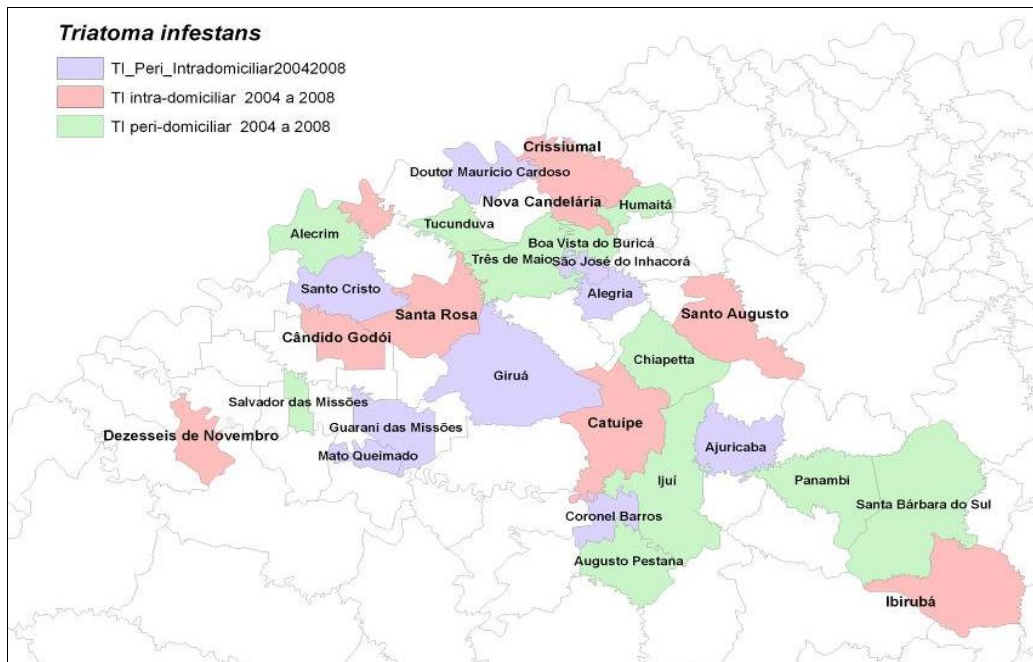 Triatoma infestans
TI_Peri_Intradomiciliar20042008
TI intra-domiciliar 2004 a 2008
TI peri-domiciliar 2004 a 2008
Crissiumal
Doutor Maurício Cardoso
Nova Candelária
Humaitá
Tucunduva
Alecrim
Boa Vista do Buricá
Três de Maio
São José do Inhacorá
Santo Cristo
Alegria
Santa Rosa
Santo Augusto
Cândido Godói
Chiapetta
Giruá
Salvador das Missões
Catuípe
Guarani das Missões
Dezesseis de Novembro
Ajuricaba
Mato Queimado
Ijuí
Panambi
Santa Bárbara do Sul
Coronel Barros
Augusto Pestana
Ibirubá